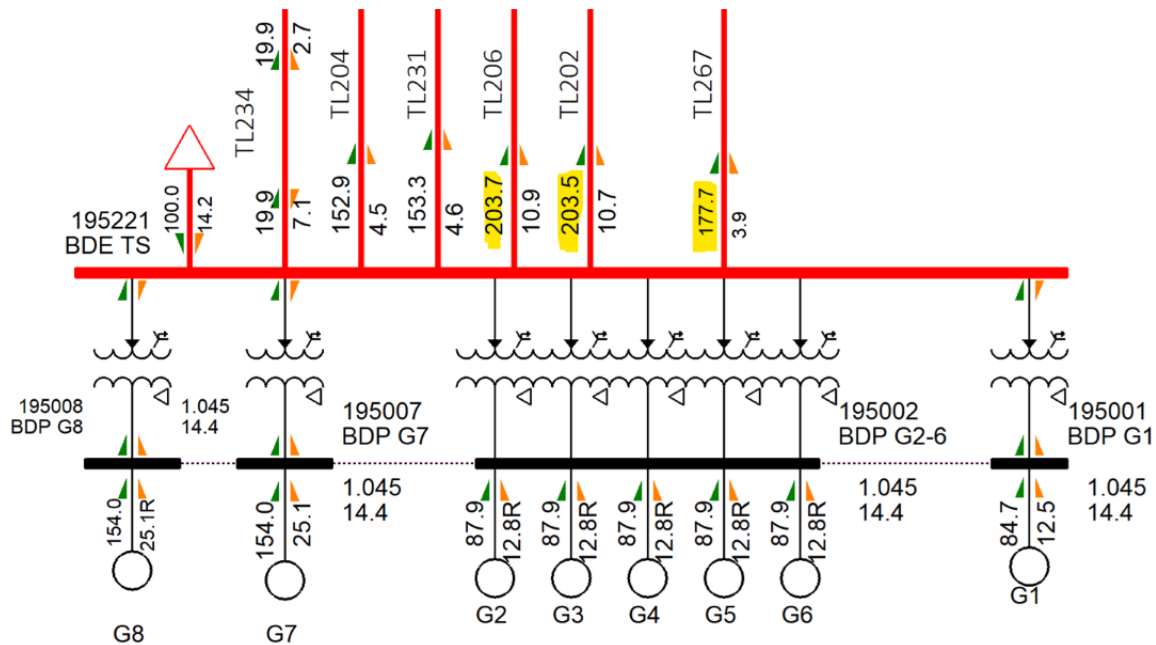 19.9
2.7
TL234
TL204
TL231
TL206
TL202
TL267
100.0
14.2
19.9
7.1
152.9
4.5
153.3
4.6
203.7
10.9
203.5
10.7
177.7
3.9
195221
BDE TS
195008
BDP G8
1.045
14.4
195007
BDP G7
1.045
14.4
195002
BDP G2-6
1.045
14.4
195001
BDP G1
1.045
14.4
154.0
25.1R
154.0
25.1
87.9
12.8R
87.9
12.8R
87.9
12.8R
87.9
12.8R
87.9
12.8R
84.7
12.5
G8
G7
G2
G3
G4
G5
G6
G1